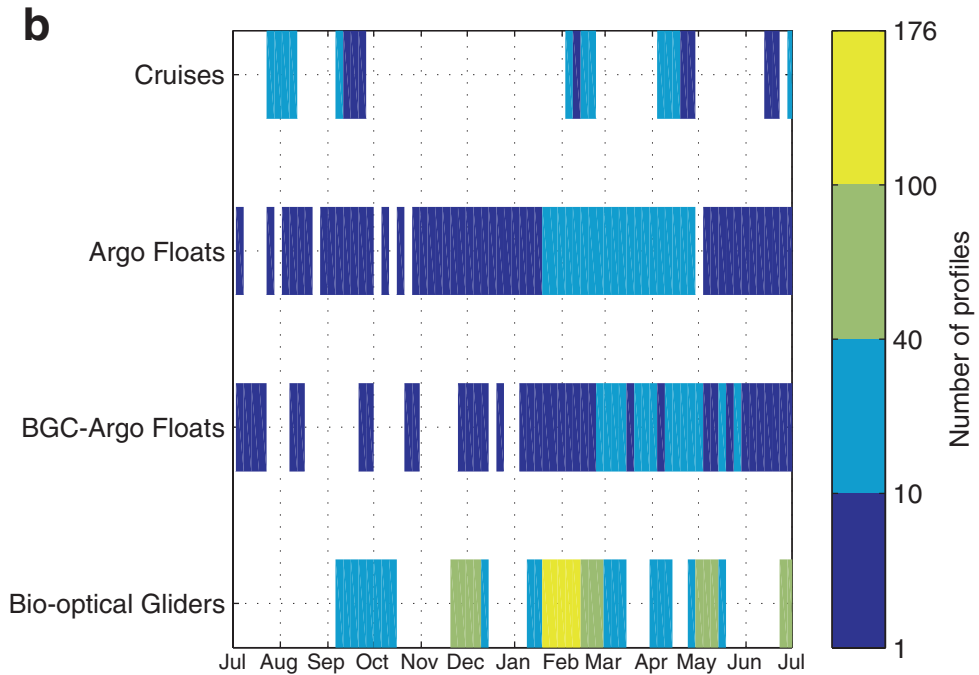 b
Cruises
Argo Floats
BGC-Argo Floats
Bio-optical Gliders
Jul Aug Sep Oct Nov Dec Jan Feb Mar Apr May Jun Jul
176
100
40
10
1
Number of profiles